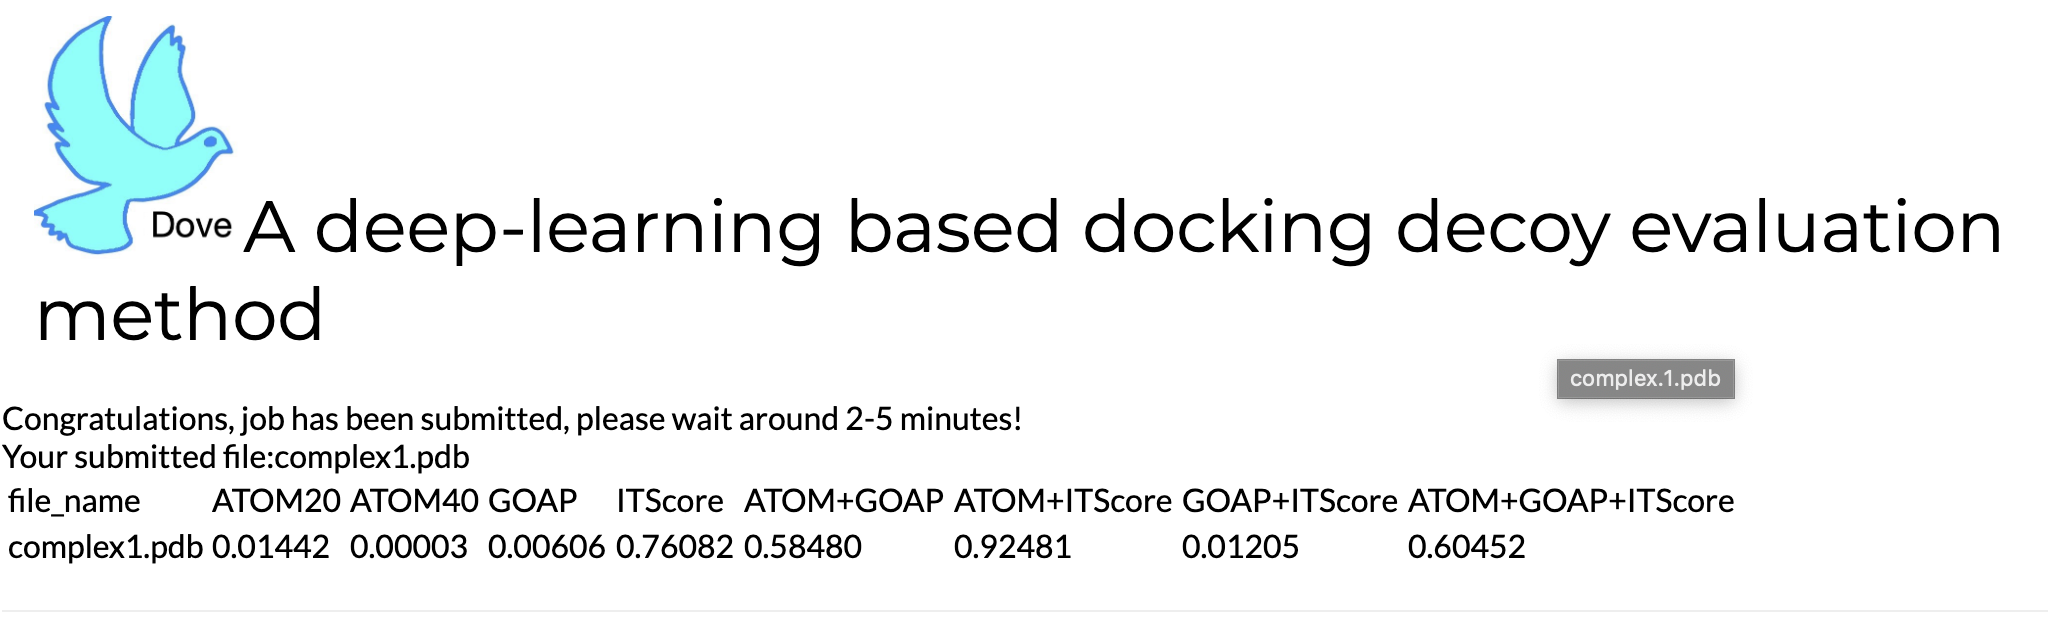 Dove A deep-learning based docking decoy evaluation
method
complex.1.pdb
Congratulations, job has been submitted, please wait around 2-5 minutes!
Your submitted file:complex1.pdb
file_name ATOM20 ATOM40 GOAP ITScore ATOM+GOAP ATOM+ITScore GOAP+ITScore ATOM+GOAP+ITScore
complex1.pdb 0.01442 0.00003 0.00606 0.76082 0.58480 0.92481 0.01205 0.60452